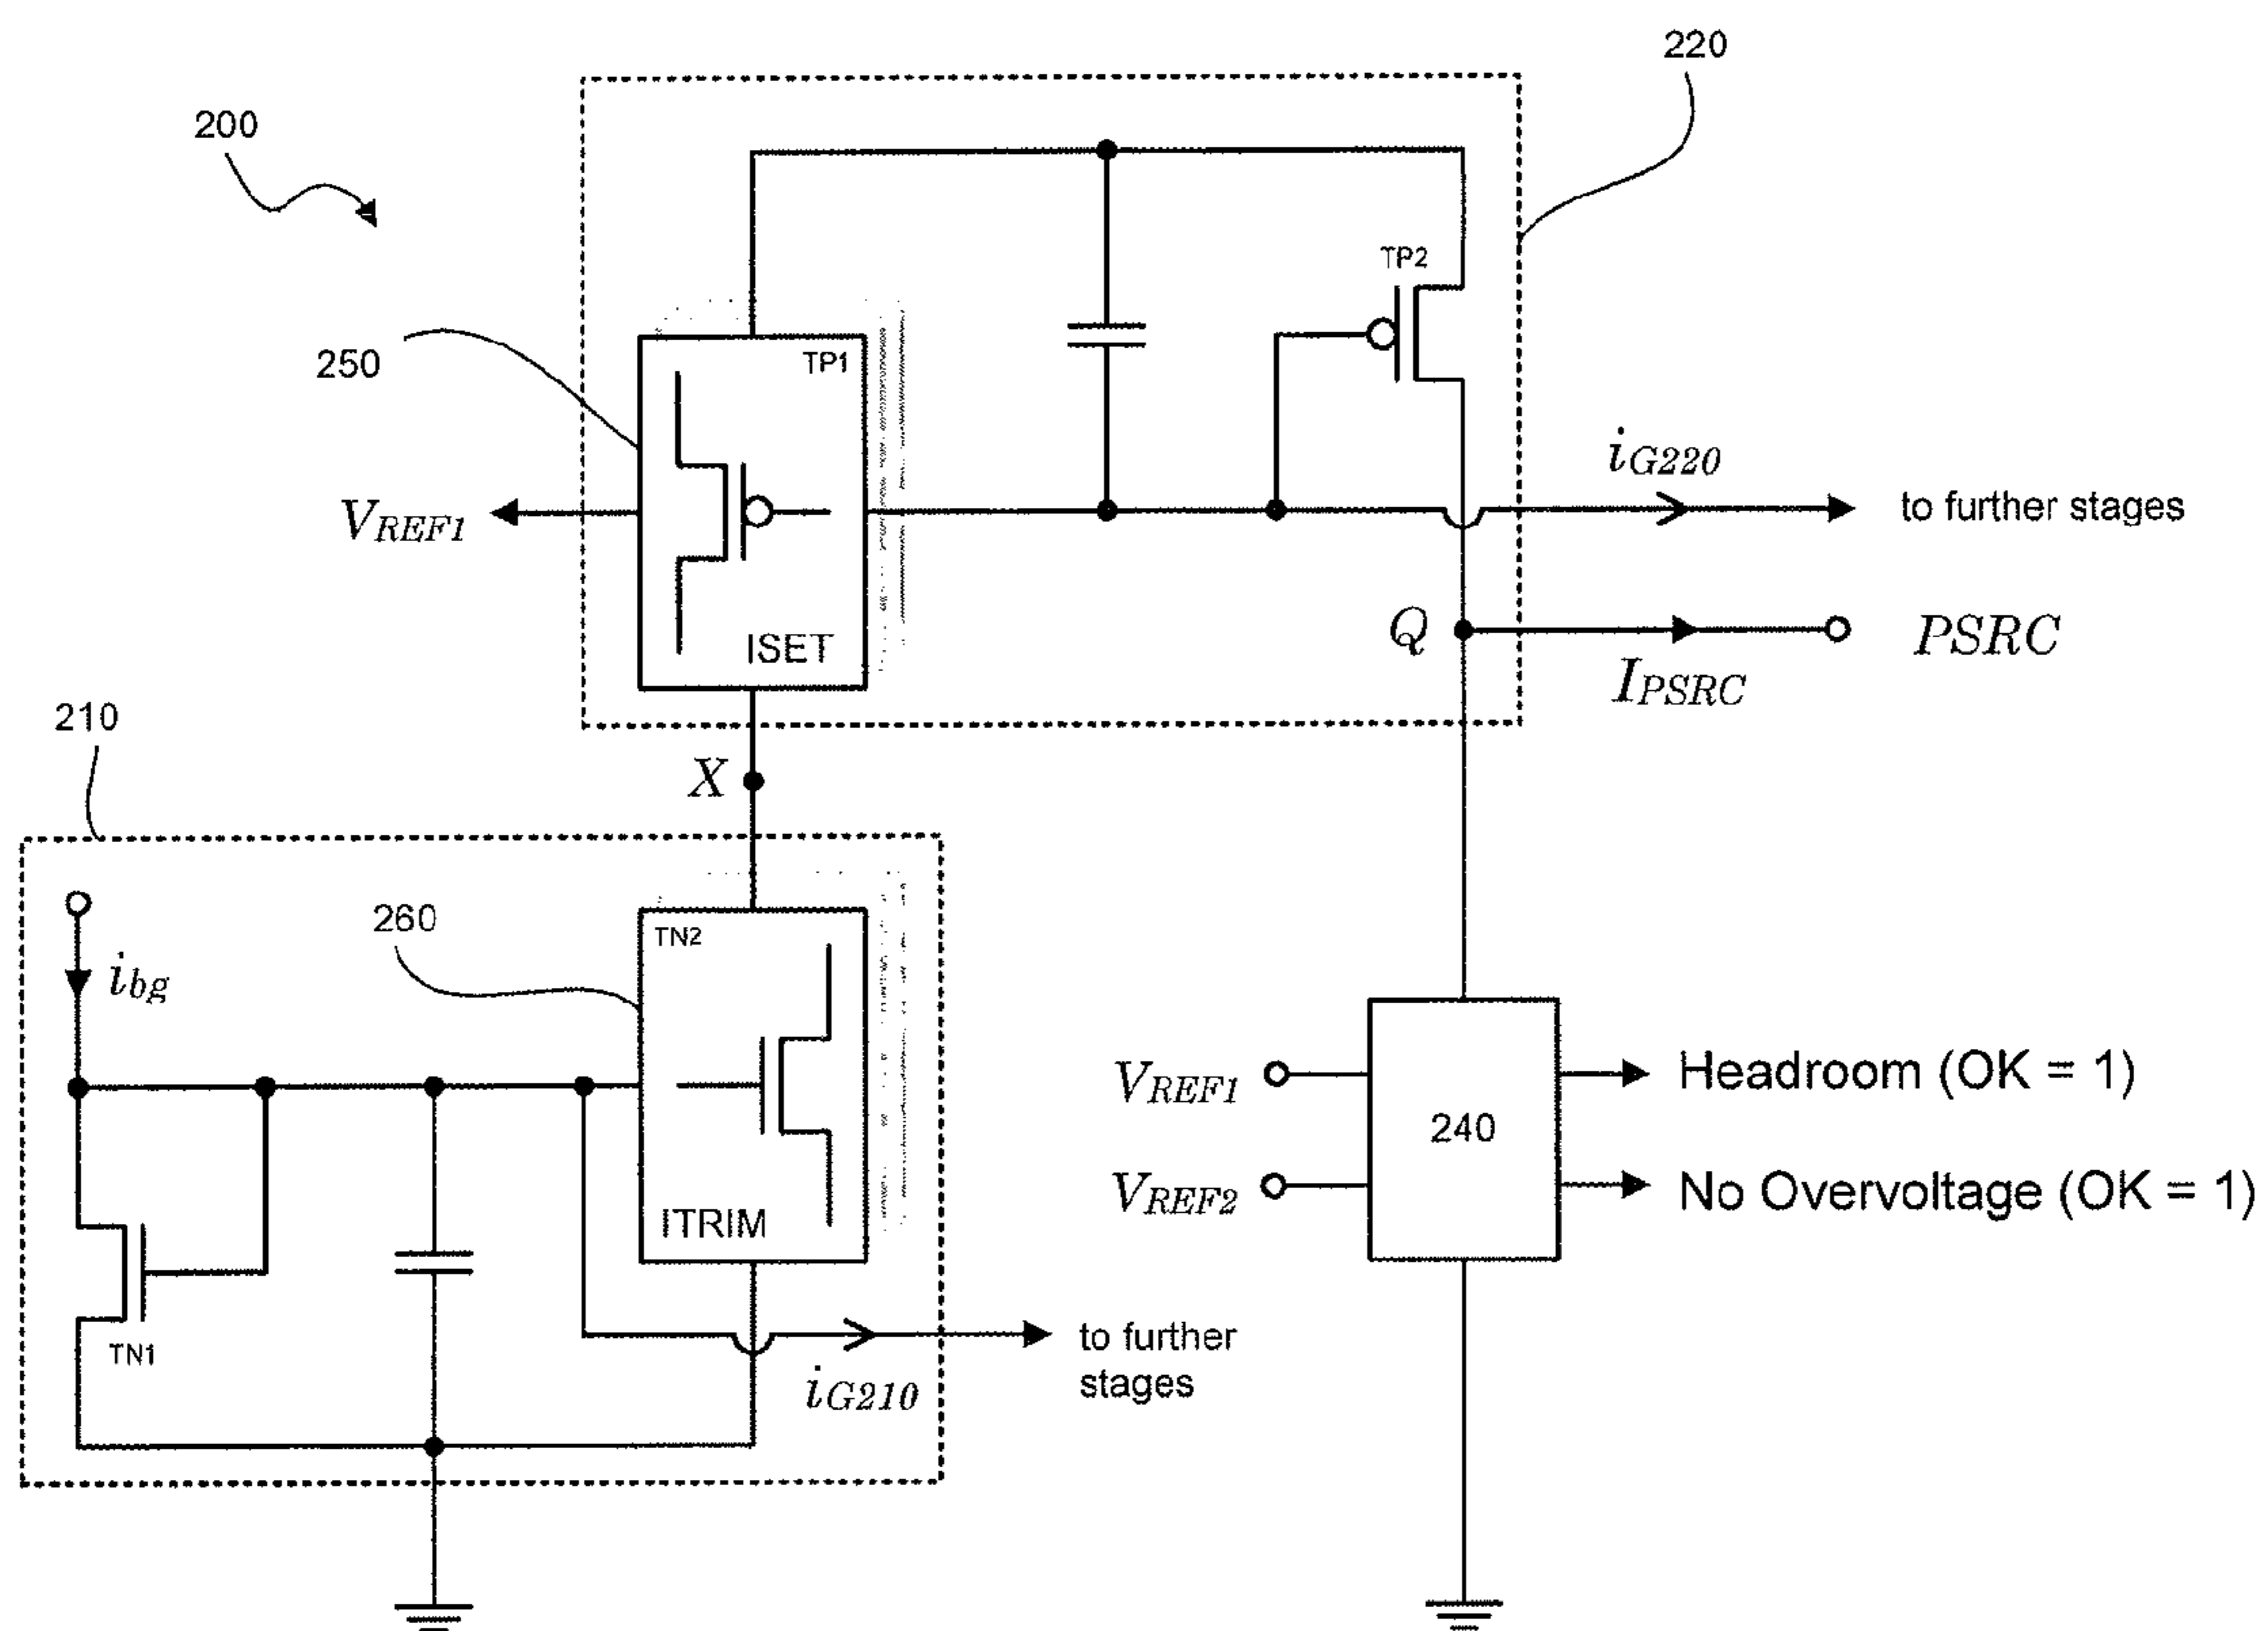 220
200
TP2
250
TP1
iG220
VREF1
to further stages
ISET
Q
PSRC
IPSRC
210
X
260
TN2
ibg
VREF1
Headroom (OK = 1)
240
VREF2
No Overvoltage (OK = 1)
ITRIM
TN1
to further
stages
iG210